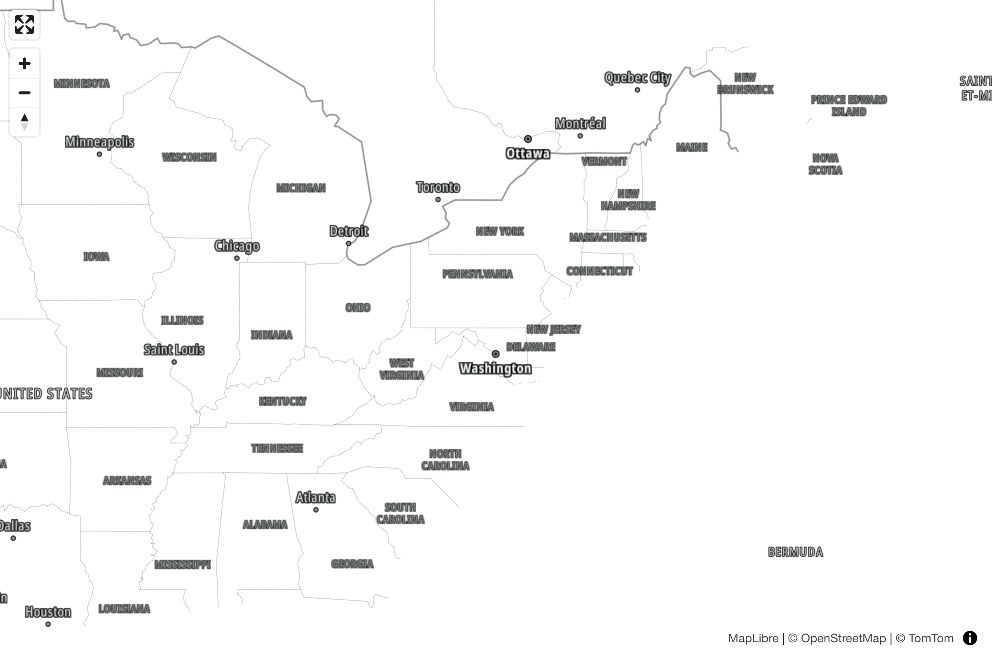 Quebec City
NEW
BRUNSWICK
MINNESOTA
PRINCE EDWARD
ISLAND
SAINT
ET-MI
Montréal
Minneapolis
Ottawa
WISCONSIN
VERMONT
MAINE
NOVA
SCOTIA
MICHIGAN
Toronto
NEW
HAMPSHIRE
Detroit
NEW YORK
MASSACHUSETTS
Chicago
IOWA
PENNSYLVANIA
CONNECTICUT
OHIO
ILLINOIS
INDIANA
NEW JERSEY
Saint Louis
DELAWARE
MISSOURI
WEST
VIRGINIA
Washington
UNITED STATES
KENTUCKY
VIRGINIA
TENNESSEE
NORTH
CAROLINA
A
ARKANSAS
Atlanta
SOUTH
CAROLINA
Dallas
ALABAMA
BERMUDA
MISSISSIPPI
GEORGIA
n
Houston
LOUISIANA
MapLibre | © OpenStreetMap | © TomTom